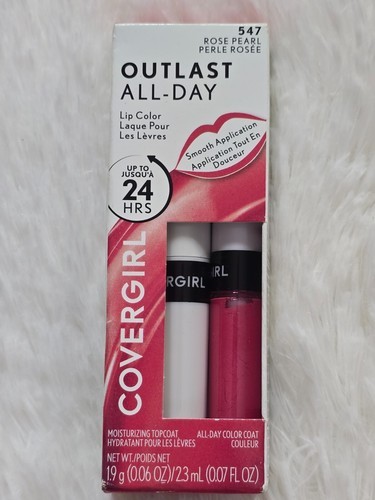 547
ROSE PEARL
PERLE ROSÉE
OUTLAST
ALL-DAY
Lip Color
Laque Pour
Les Lèvres
Smooth Application
Application Tout En
Douceur
UP TO
JUSQU'À
24
HRS
COVERGIRL
ERGIRL
IRL
MOISTURIZING TOPCOAT
HYDRATANT POUR LES LÈVRES
ALL-DAY COLOR COAT
COULEUR
NET WT./POIDS NET
1.9 g (0.06 OZ)/2.3 mL (0.07 FL OZ)